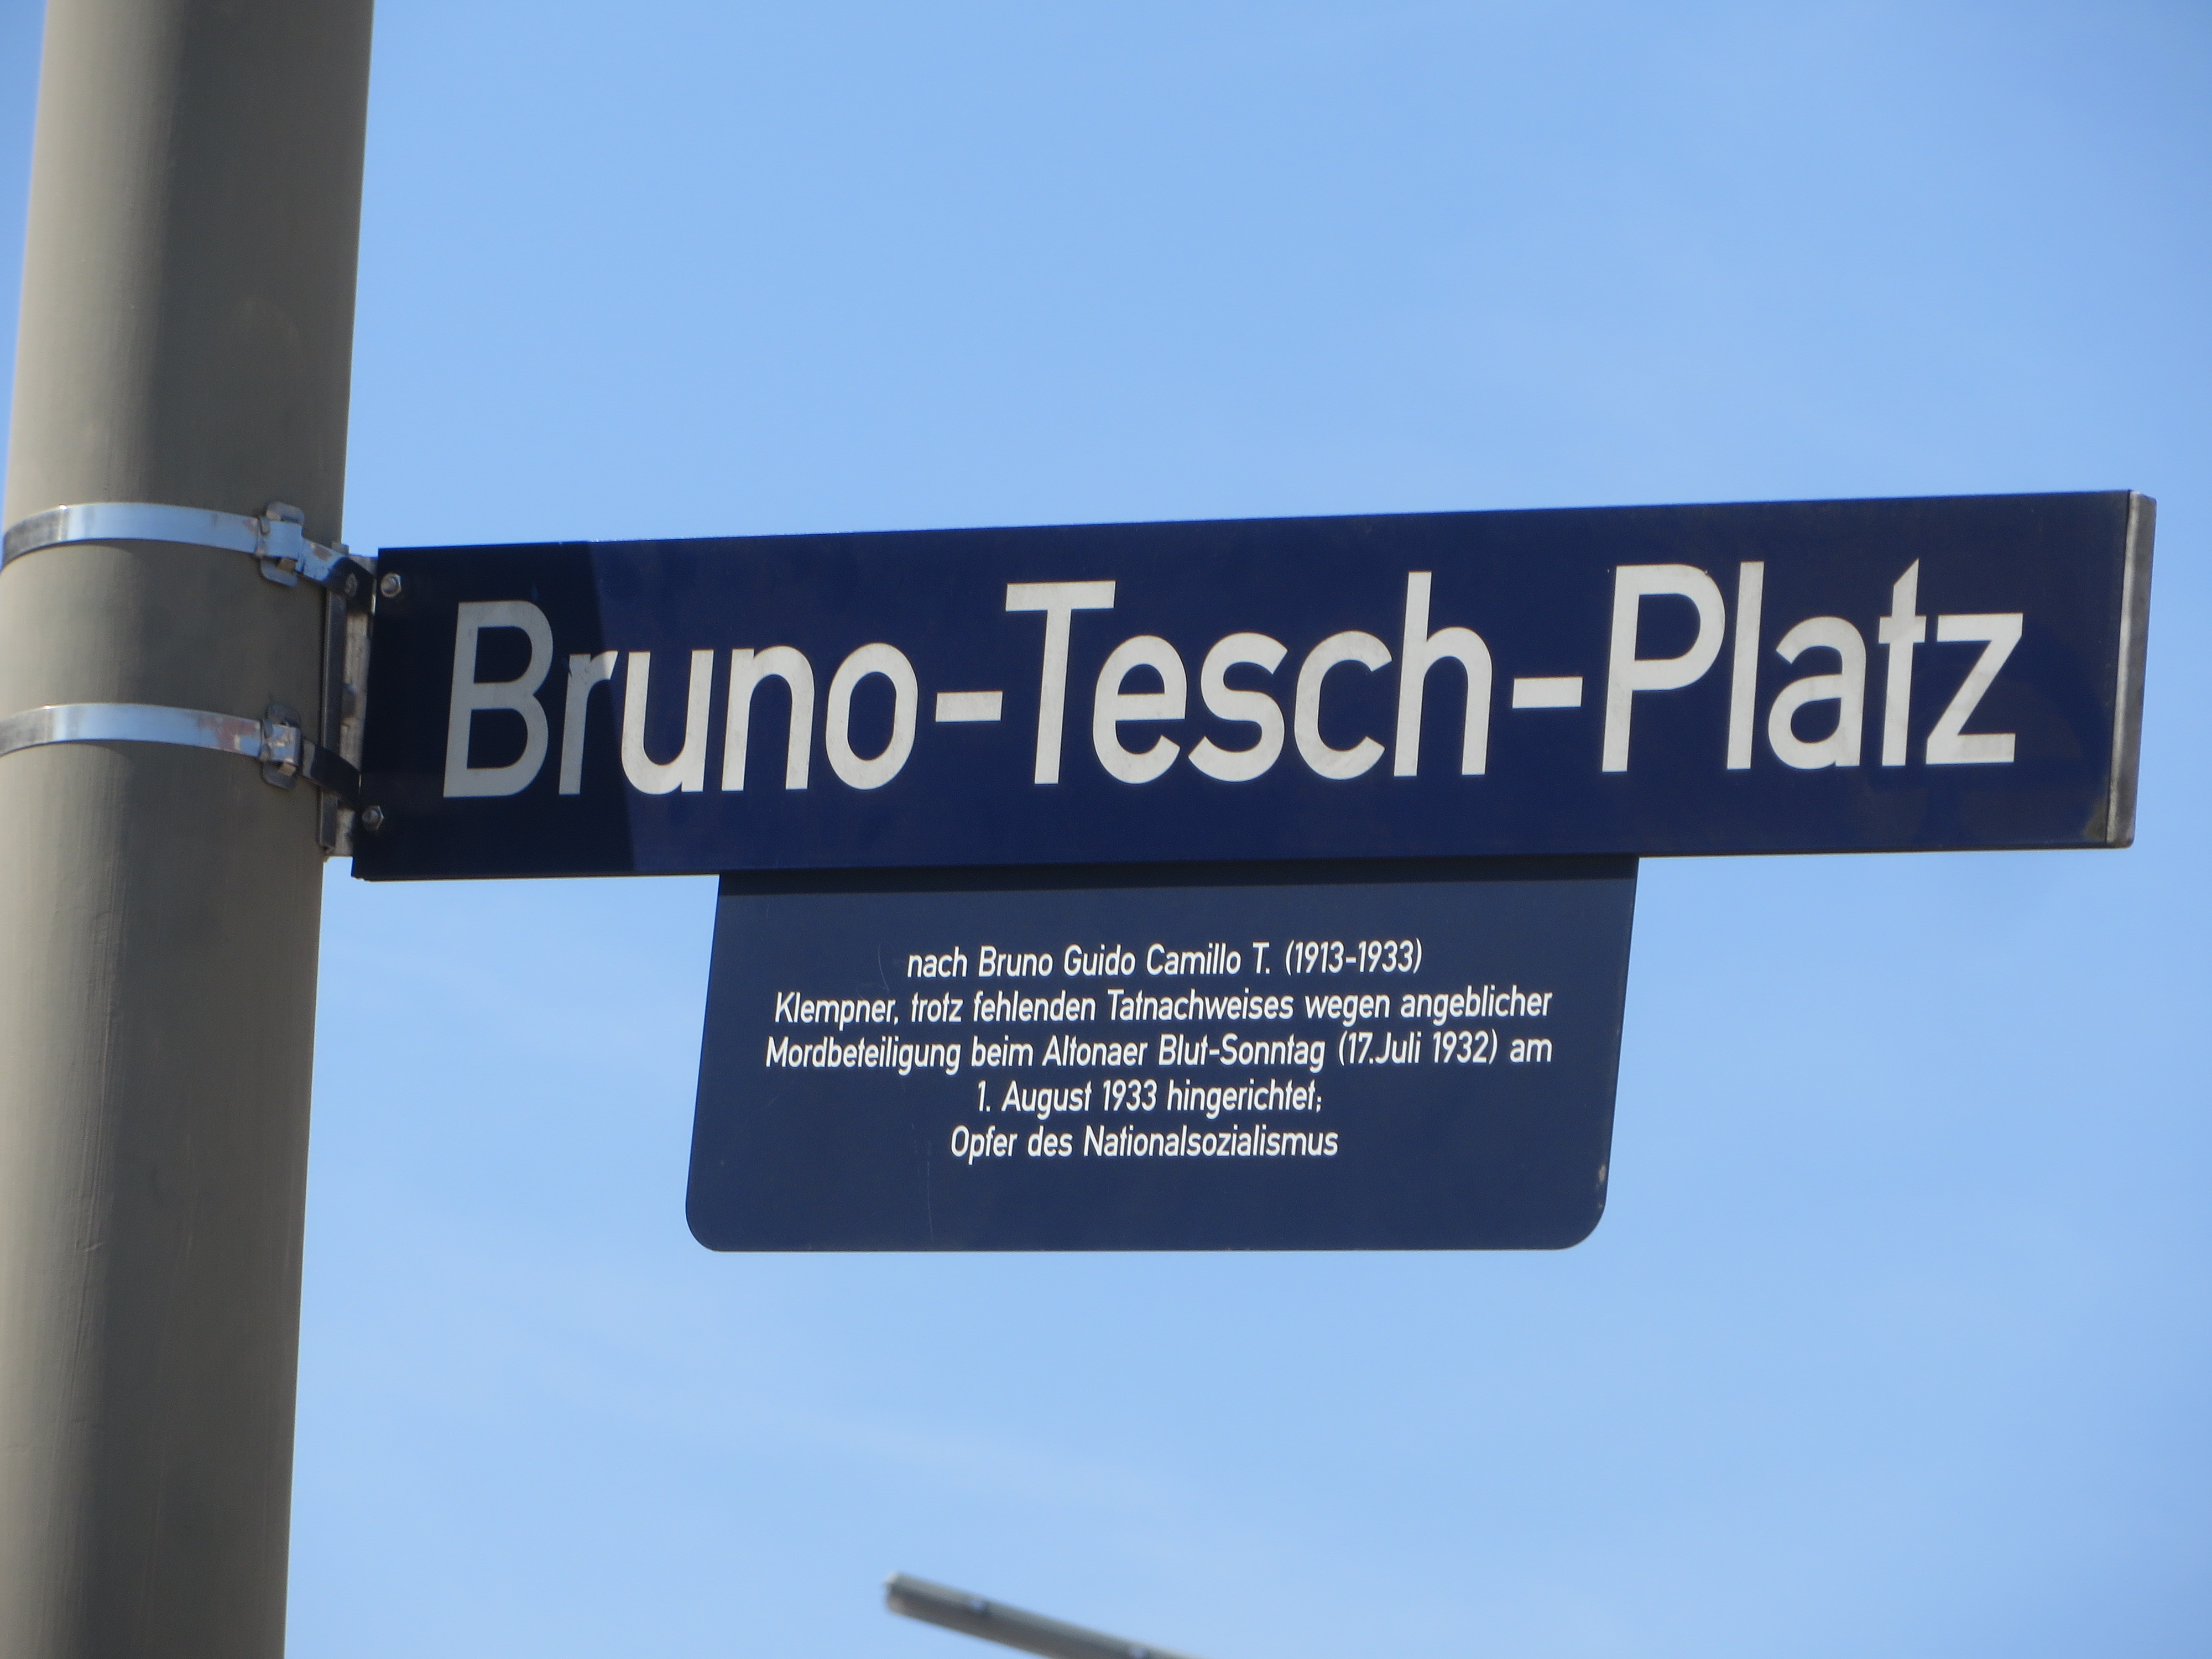 Bruno-Tesch-Platz
nach Bruno Guido Camillo T. (1913-1933)
Klempner, trotz fehlenden Tatnachweises wegen angeblicher
Mordbeteiligung beim Altonaer Blut-Sonntag (17.Juli 1932) am
1. August 1933 hingerichtet;
Opfer des Nationalsozialismus